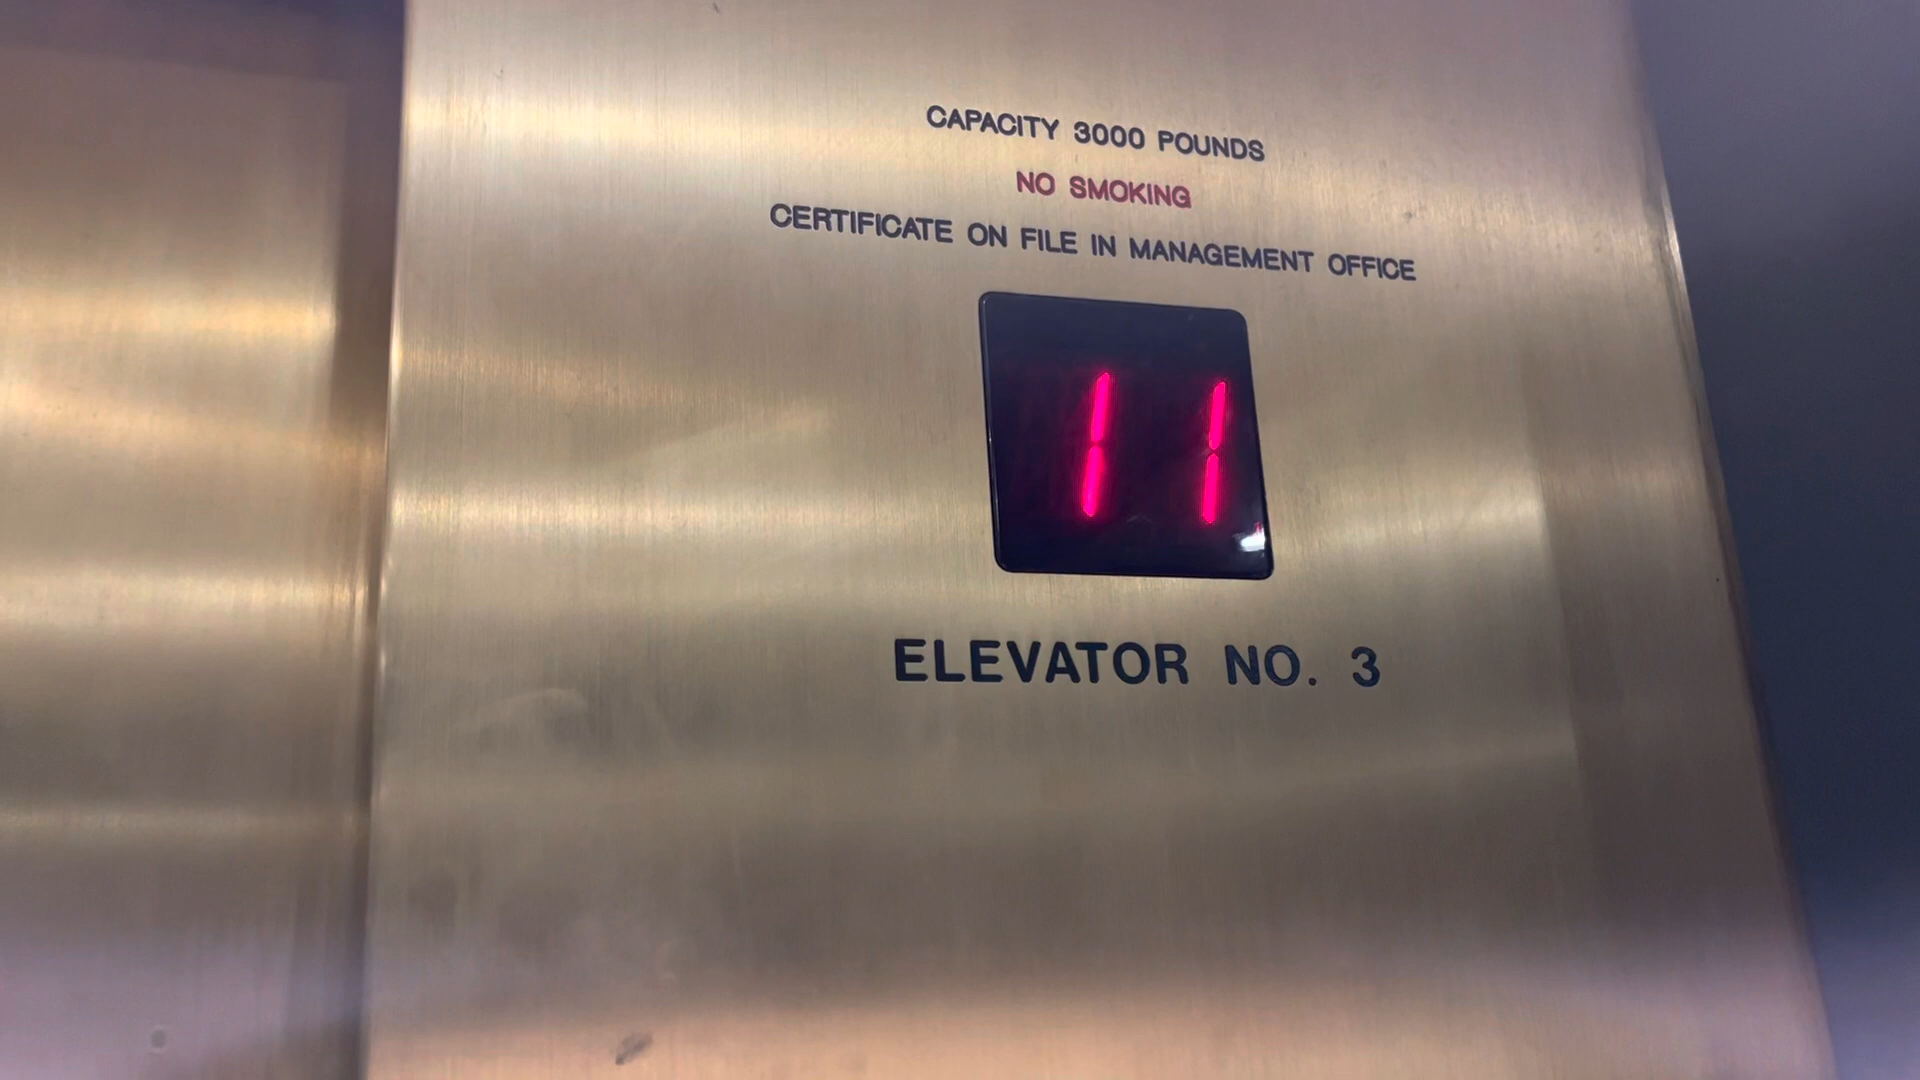 CAPACITY 3000 POUNDS
NO SMOKING
CERTIFICATE ON FILE IN MANAGEMENT OFFICE
11
ELEVATOR NO. 3